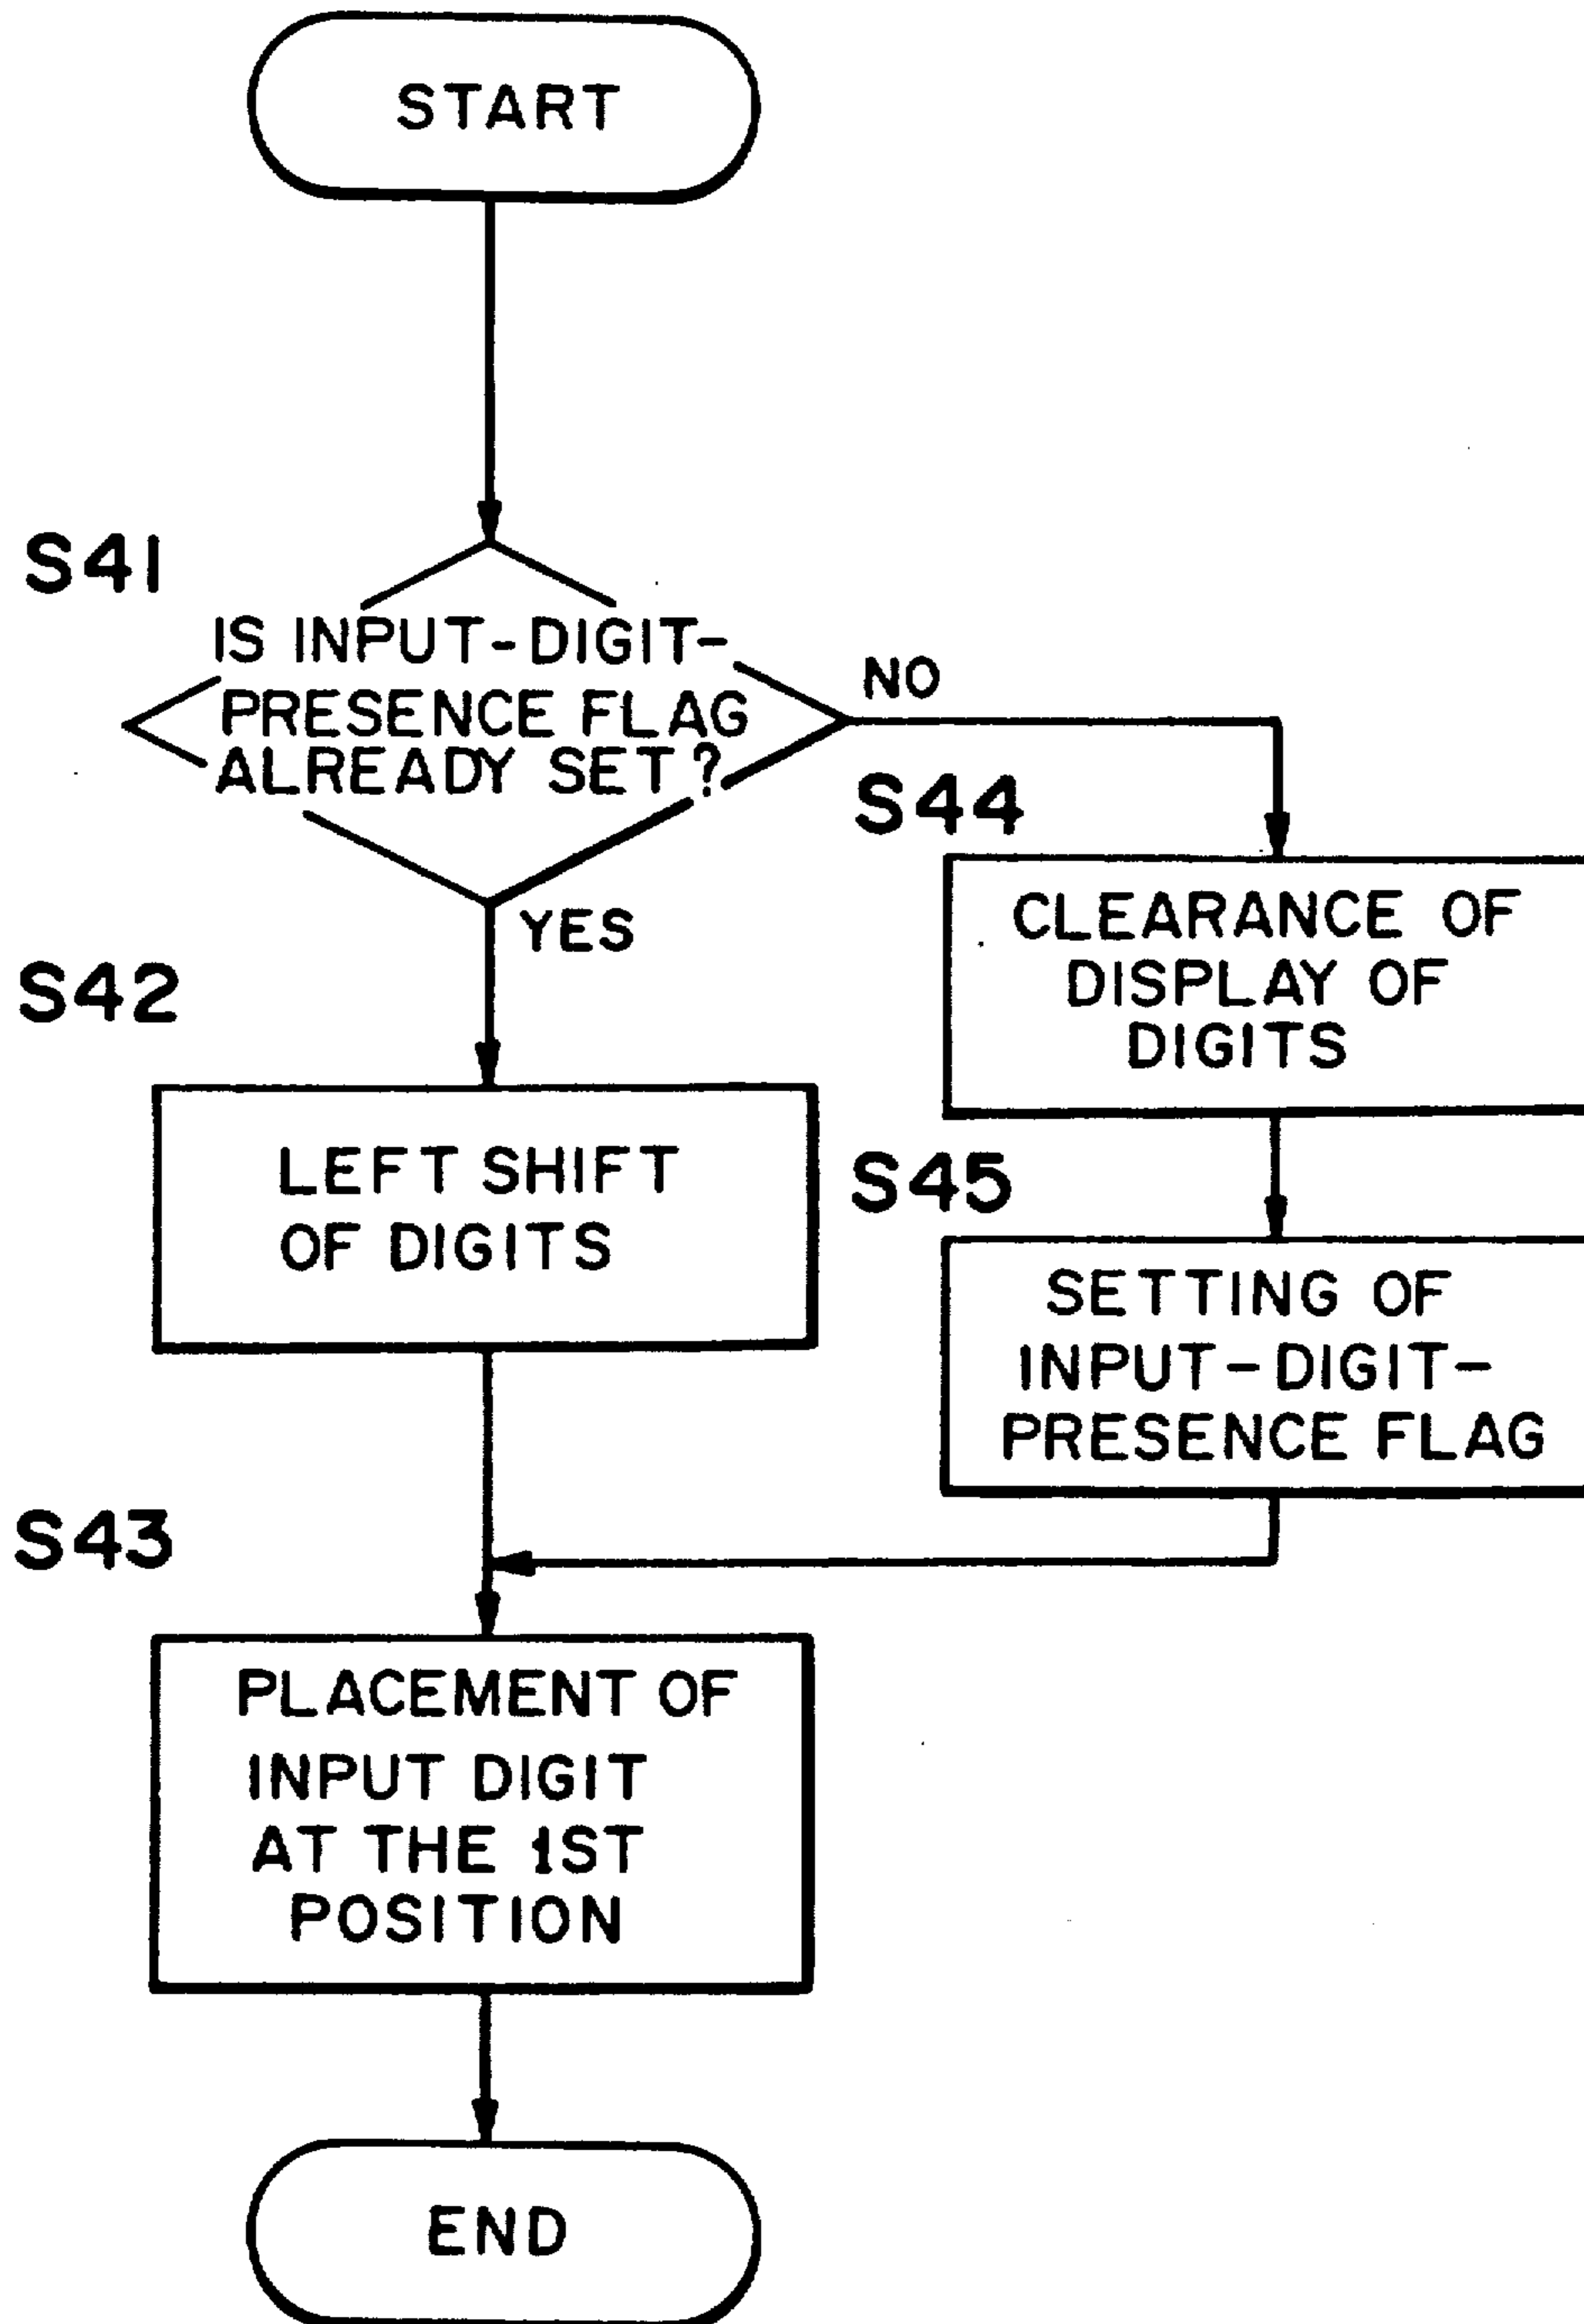 START
S41
IS INPUT-DIGIT-
PRESENCE FLAG
ALREADY SET?
NO
YES
S44
CLEARANCE OF
DISPLAY OF
DIGITS
S42
LEFT SHIFT
OF DIGITS
S45
SETTING OF
INPUT-DIGIT-
PRESENCE FLAG
S43
PLACEMENT OF
INPUT DIGIT
AT THE 1ST
POSITION
END